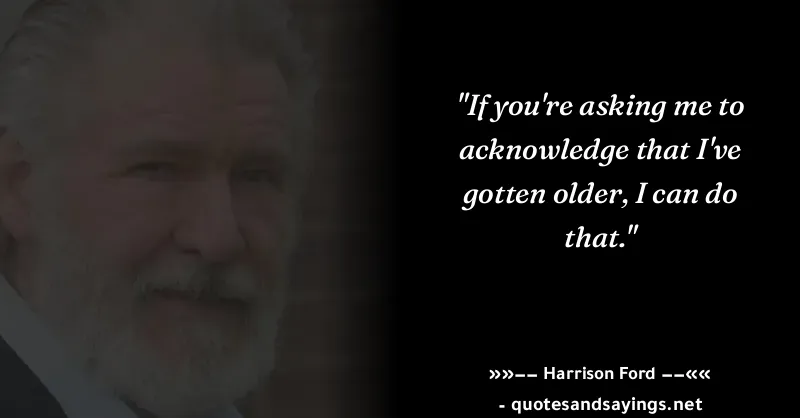 "If you're asking me to
acknowledge that I've
gotten older, I can do
that."
»»−− Harrison Ford −−««
- quotesandsayings.net